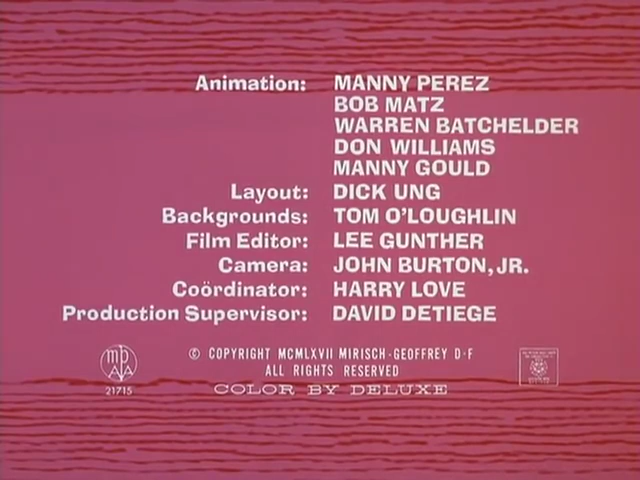 Animation: MANNY PEREZ
BOB MATZ
WARREN BATCHELDER
DON WILLIAMS
MANNY GOULD
Layout: DICK UNG
Backgrounds: TOM O'LOUGHLIN
Film Editor: LEE GUNTHER
Camera: JOHN BURTON, JR.
Coördinator: HARRY LOVE
Production Supervisor: DAVID DETIEGE
© COPYRIGHT MCMLXVII MIRISCH-GEOFFREY D-F
ALL RIGHTS RESERVED
COLOR BY DELUXE
mp
AA
21715